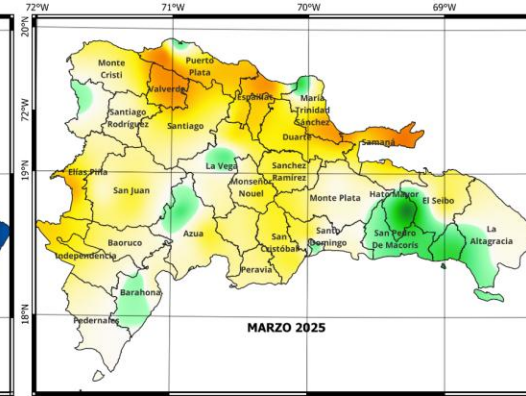 72°W
71°W
70°W
69°W
20°N
Monte
Cristi
Puerto
Plata
Valverde
Espaillat
María
Trinidad
Sánchez
Santiago
Rodríguez
Santiago
Duarte
Samaná
19°N
Elías Piña
La Vega
Sanchez
Ramírez
Monseñor
Nouel
San Juan
Monte Plata
Hato Mayor
El Seibo
Azua
San
Cristóbal
Santo
Domingo
San Pedro
De Macorís
La
Altagracia
Baoruco
Independencia
Peravia
Barahona
18°N
Pedernales
MARZO 2025